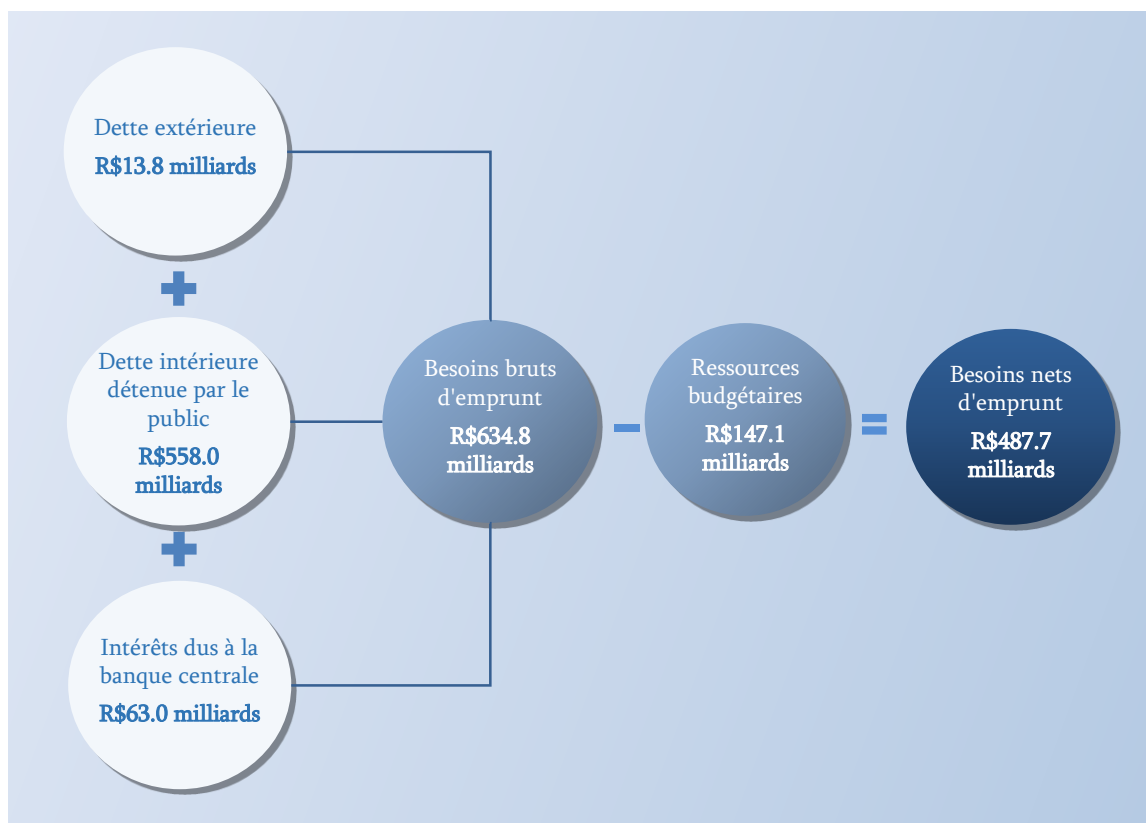 Dette extérieure
R$13.8 milliards
Dette intérieure
détenue par le
public
R$558.0
milliards
Intérêts dus à la
banque centrale
R$63.0 milliards
Besoins bruts
d'emprunt
R$634.8
milliards
Ressources
budgétaires
R$147.1
milliards
Besoins nets
d'emprunt
R$487.7
milliards